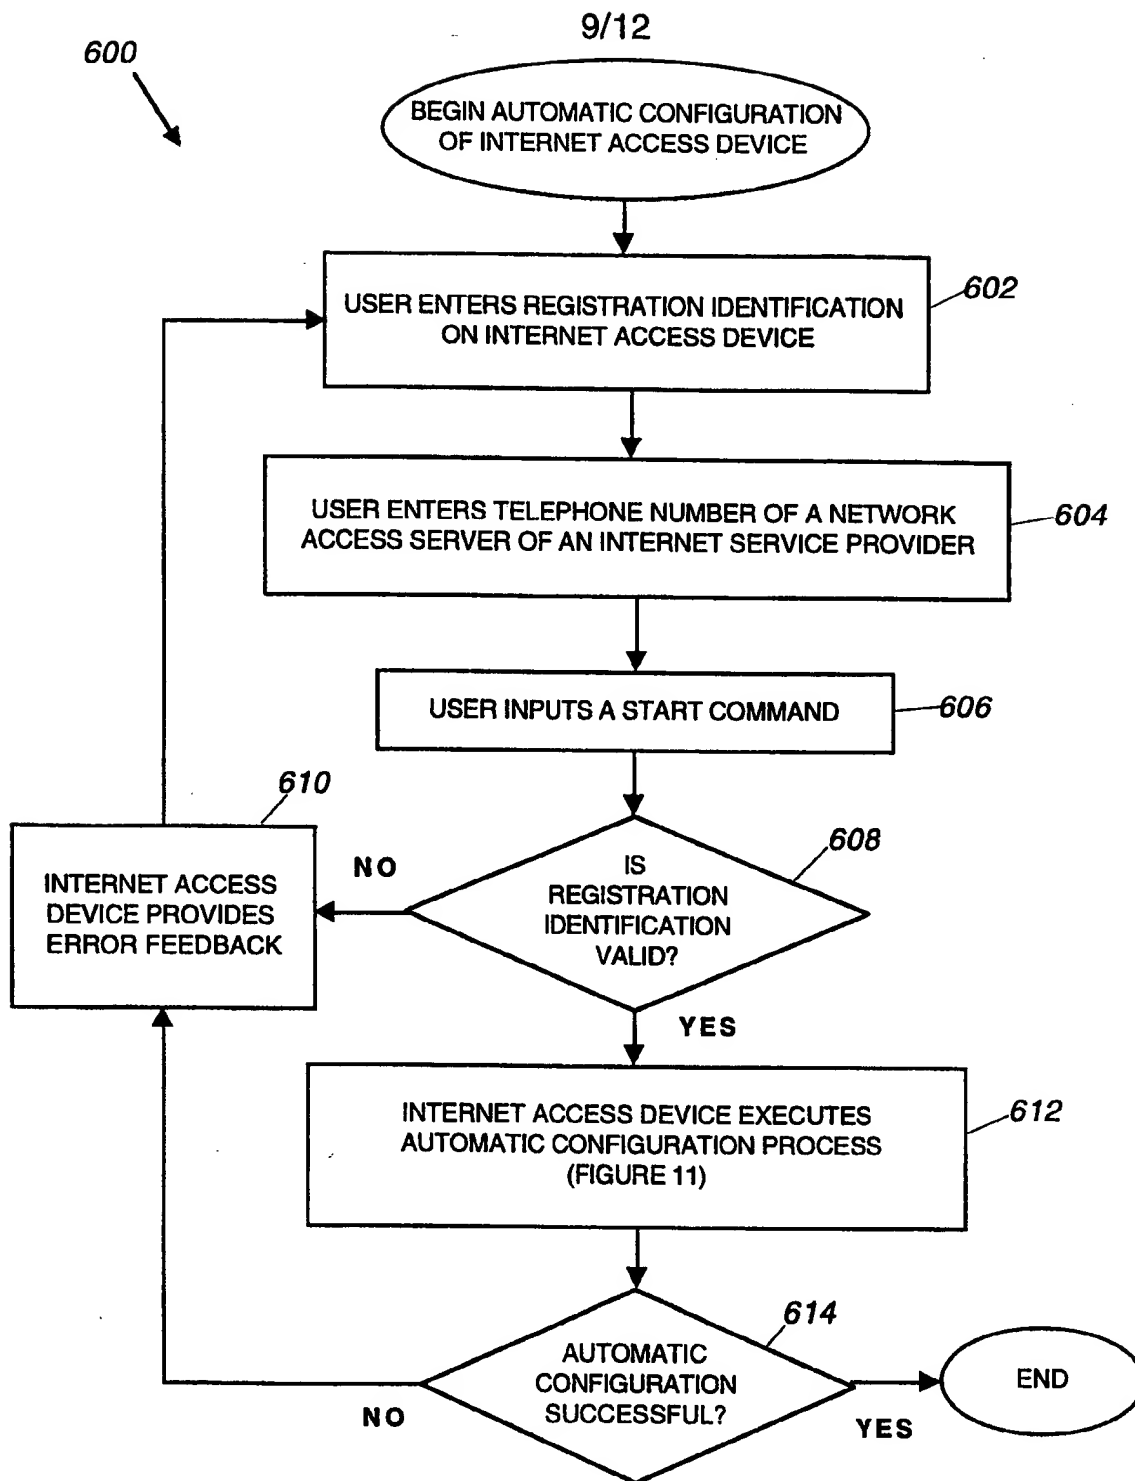 9/12
600
BEGIN AUTOMATIC CONFIGURATION
OF INTERNET ACCESS DEVICE
602
USER ENTERS REGISTRATION IDENTIFICATION
ON INTERNET ACCESS DEVICE
604
USER ENTERS TELEPHONE NUMBER OF A NETWORK
ACCESS SERVER OF AN INTERNET SERVICE PROVIDER
606
USER INPUTS A START COMMAND
608
IS
REGISTRATION
IDENTIFICATION
VALID?
NO
610
INTERNET ACCESS
DEVICE PROVIDES
ERROR FEEDBACK
YES
612
INTERNET ACCESS DEVICE EXECUTES
AUTOMATIC CONFIGURATION PROCESS
(FIGURE 11)
614
AUTOMATIC
CONFIGURATION
SUCCESSFUL?
NO
YES
END